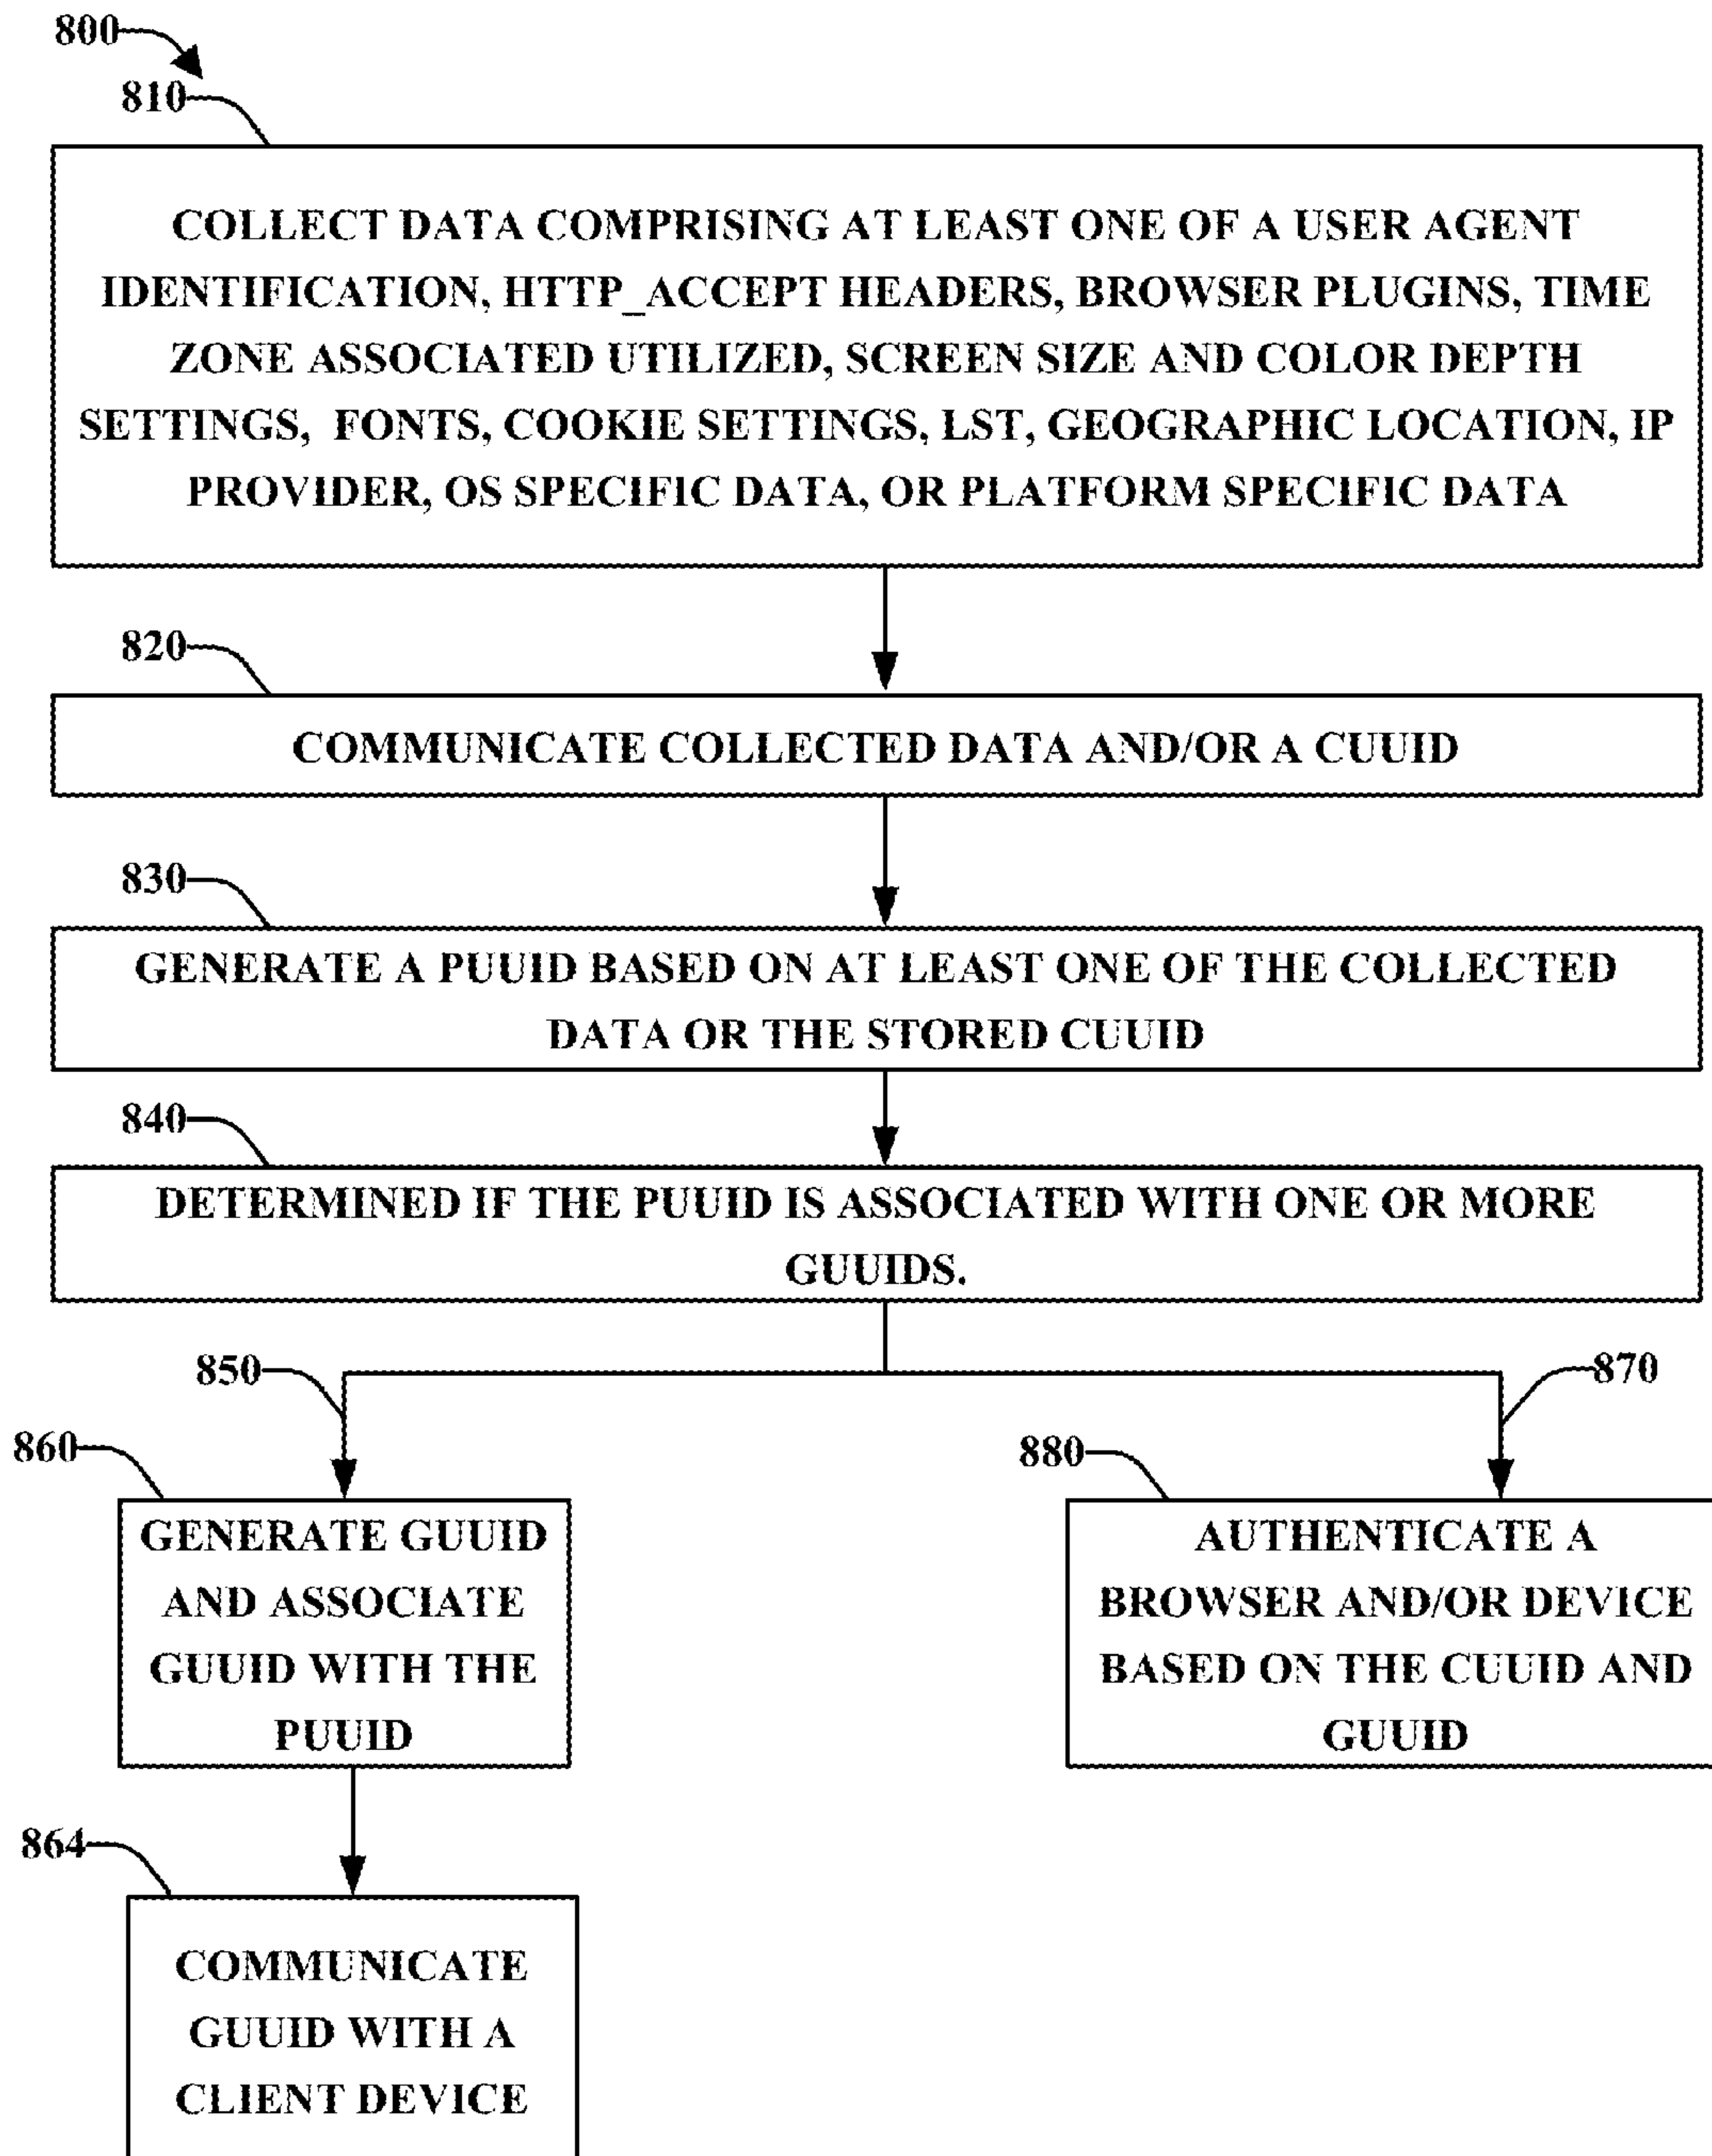 800
810
COLLECT DATA COMPRISING AT LEAST ONE OF A USER AGENT
IDENTIFICATION, HTTP_ACCEPT HEADERS, BROWSER PLUGINS, TIME
ZONE ASSOCIATED UTILIZED, SCREEN SIZE AND COLOR DEPTH
SETTINGS, FONTS, COOKIE SETTINGS, LST, GEOGRAPHIC LOCATION, IP
PROVIDER, OS SPECIFIC DATA, OR PLATFORM SPECIFIC DATA
820
COMMUNICATE COLLECTED DATA AND/OR A CUUID
830
GENERATE A PUUID BASED ON AT LEAST ONE OF THE COLLECTED
DATA OR THE STORED CUUID
840
DETERMINED IF THE PUUID IS ASSOCIATED WITH ONE OR MORE
GUUIDS.
850
870
860
GENERATE GUUID
AND ASSOCIATE
GUUID WITH THE
PUUID
880
AUTHENTICATE A
BROWSER AND/OR DEVICE
BASED ON THE CUUID AND
GUUID
864
COMMUNICATE
GUUID WITH A
CLIENT DEVICE